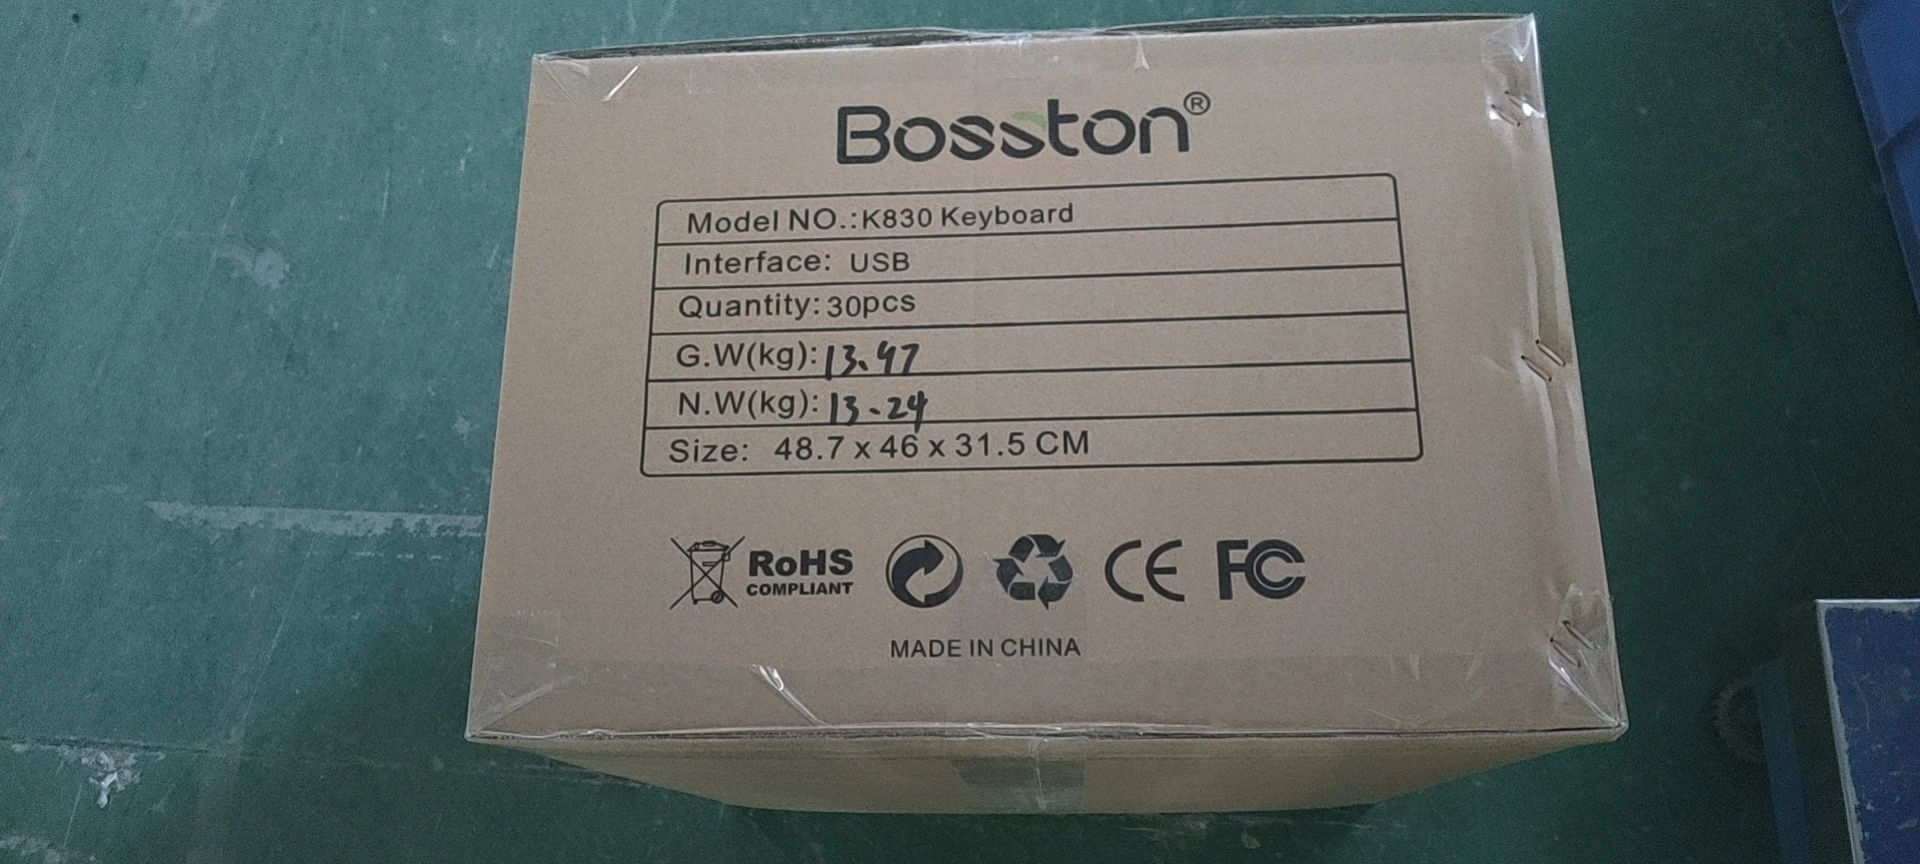 Bosston®
Model NO.:K830 Keyboard
Interface: USB
Quantity:30pcs
G.W(kg):13.47
N.W(kg):13.24
Size: 48.7 x 46 x 31.5 CM
RoHS
COMPLIANT
CE FC
MADE IN CHINA